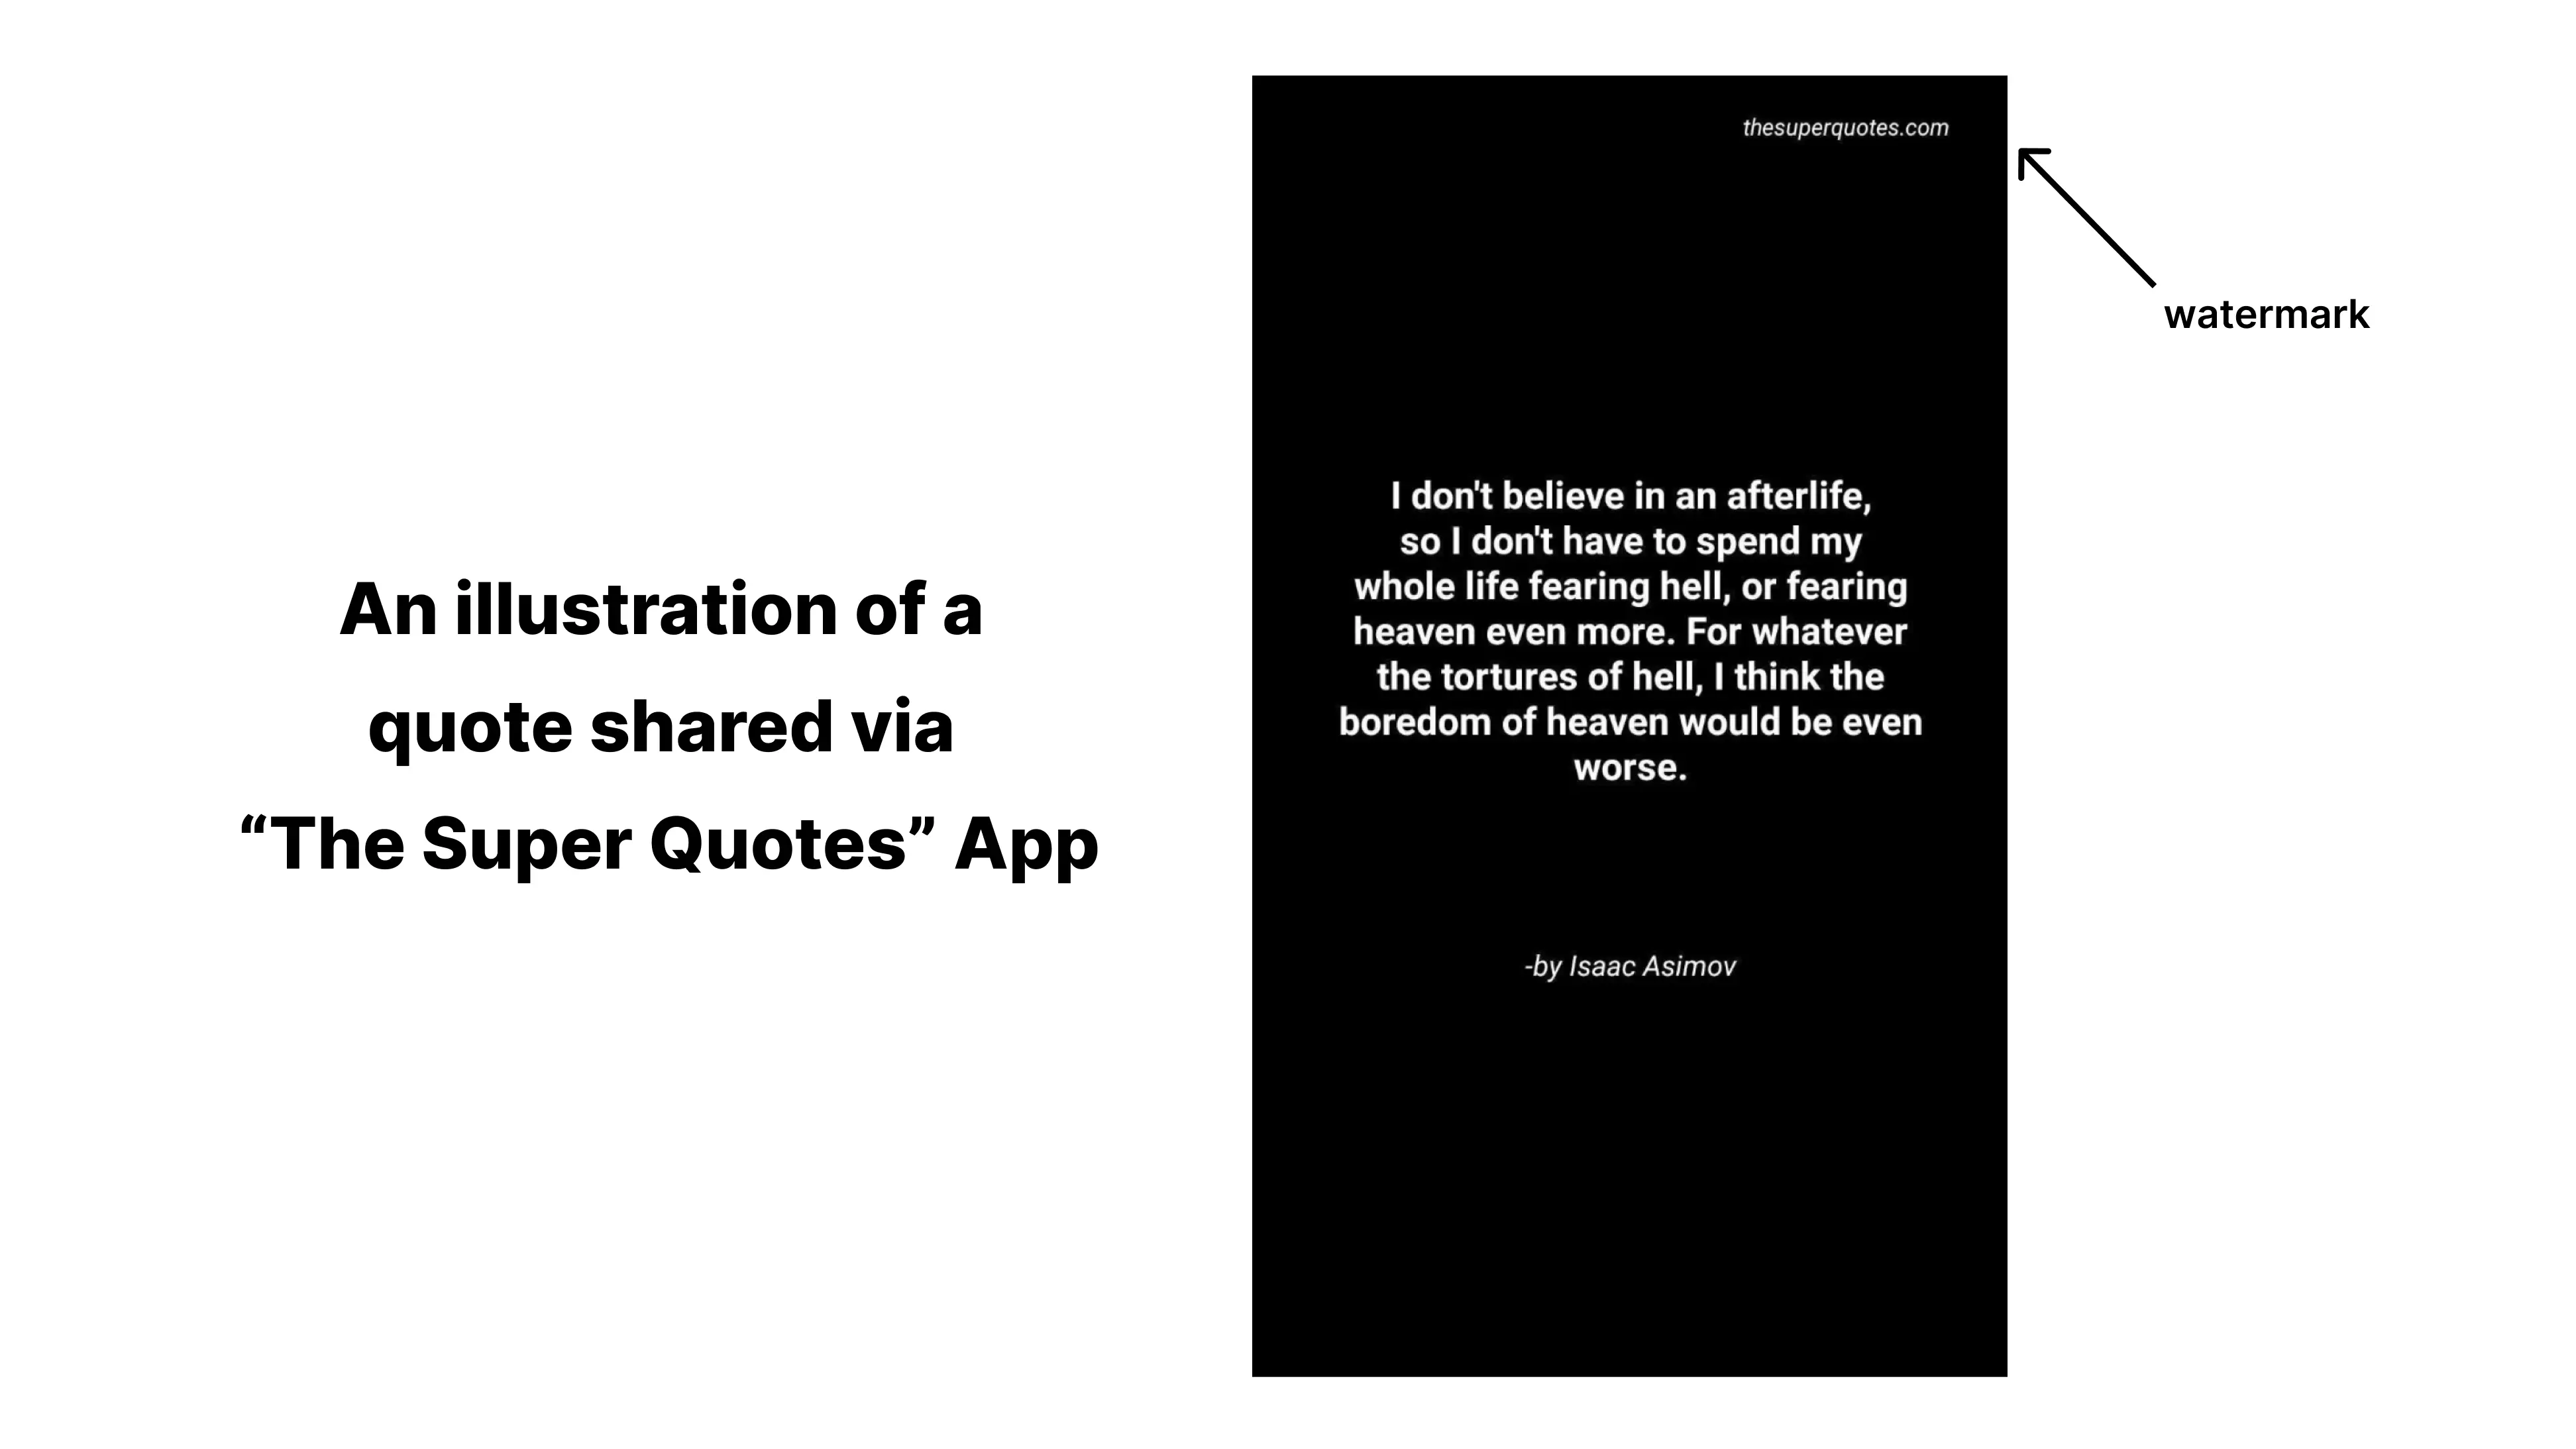 An illustration of a
quote shared via
“The Super Quotes” App
thesuperquotes.com
watermark
I don't believe in an afterlife,
so I don't have to spend my
whole life fearing hell, or fearing
heaven even more. For whatever
the tortures of hell, I think the
boredom of heaven would be even
worse.
-by Isaac Asimov